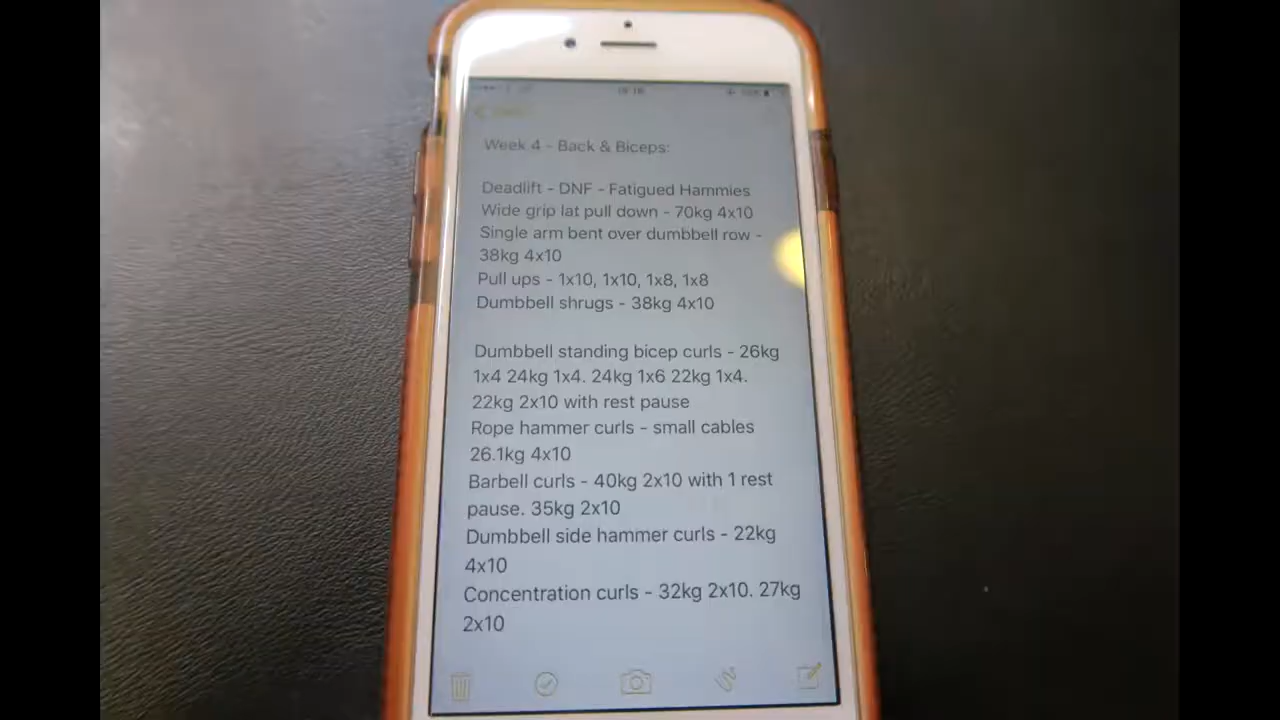 Week 4 - Back & Biceps:
Deadlift - DNF - Fatigued Hammies
Wide grip lat pull down - 70kg 4x10
Single arm bent over dumbbell row -
38kg 4x10
Pull ups - 1x10, 1x10, 1x8, 1x8
Dumbbell shrugs - 38kg 4x10
Dumbbell standing bicep curls - 26kg
1x4 24kg 1x4. 24kg 1x6 22kg 1x4.
22kg 2x10 with rest pause
Rope hammer curls - small cables
26.1kg 4x10
Barbell curls - 40kg 2x10 with 1 rest
pause. 35kg 2x10
Dumbbell side hammer curls - 22kg
4x10
Concentration curls - 32kg 2x10. 27kg
2x10